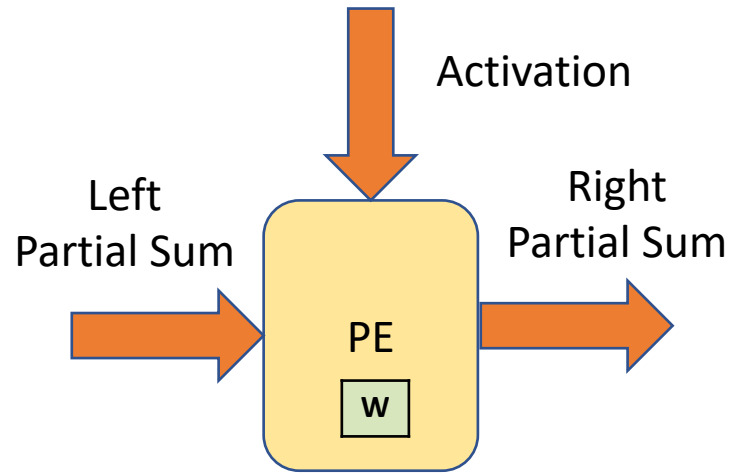 Activation
Left
Partial Sum
Right
Partial Sum
PE
W